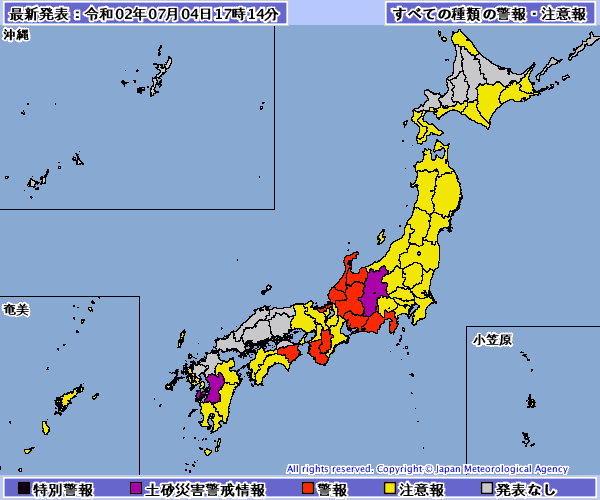 最新発表：令和02年07月04日17時14分
すべての種類の警報・注意報
沖縄
奄美
小笠原
All rights reserved. Copyright © Japan Meteorological Agency
特別警報 土砂災害警戒情報 警報 注意報 発表なし